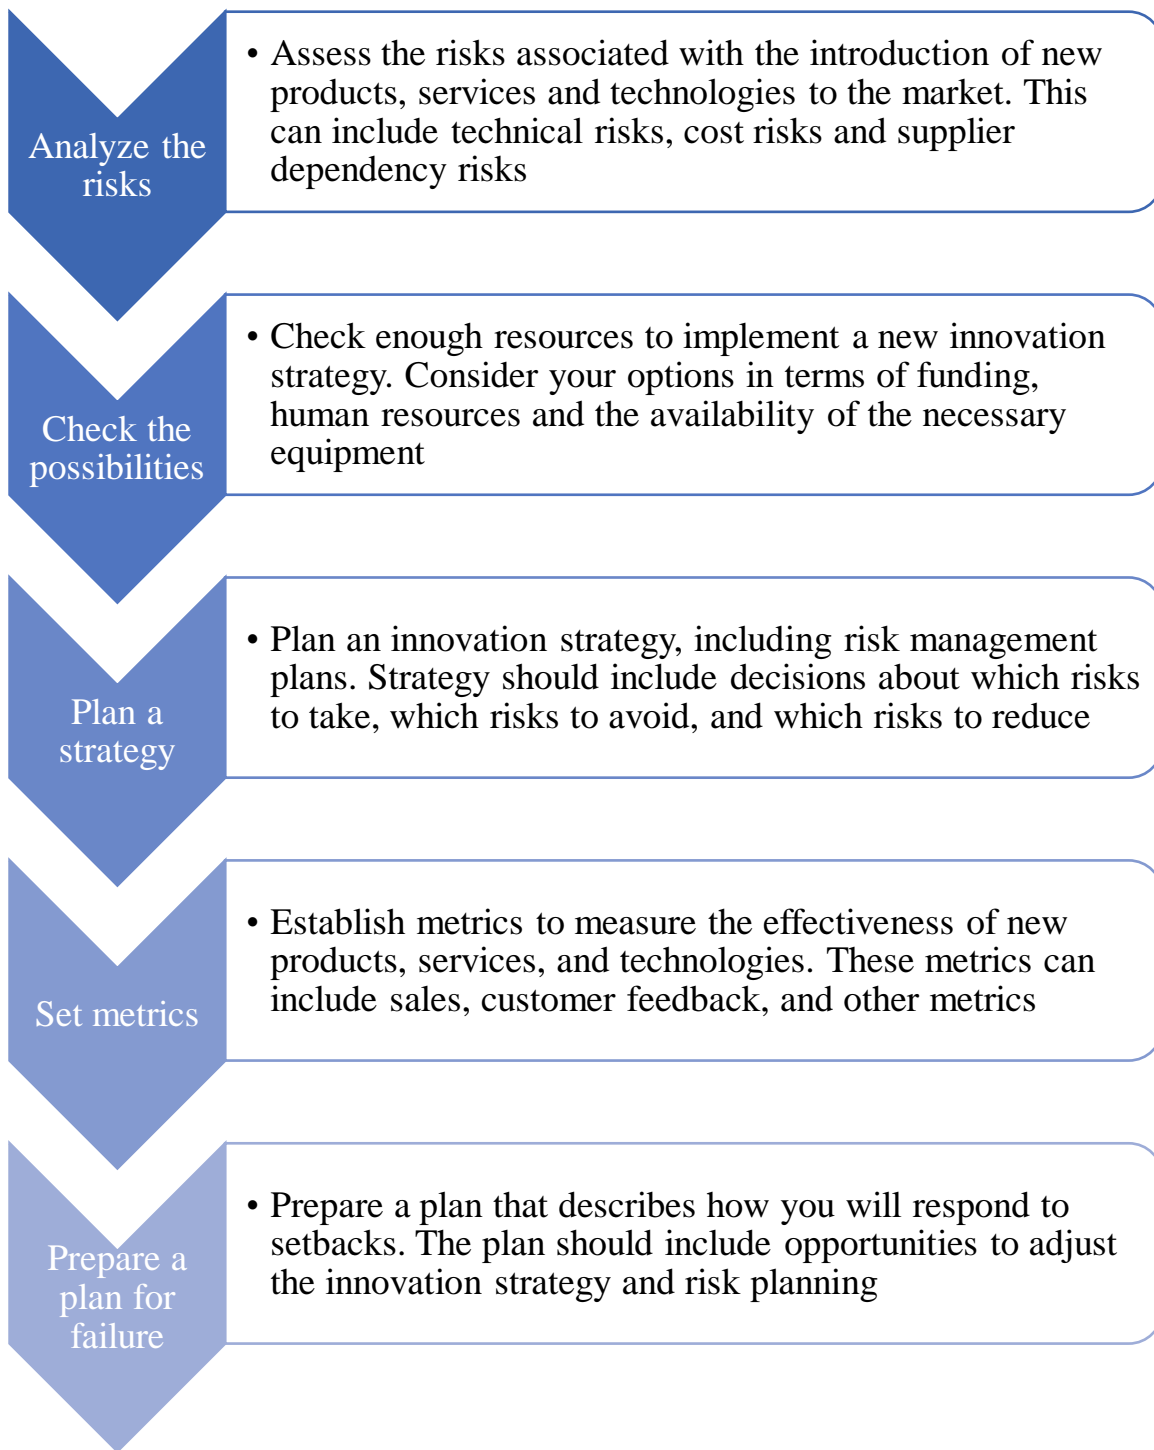 Analyze the
risks
• Assess the risks associated with the introduction of new
products, services and technologies to the market. This
can include technical risks, cost risks and supplier
dependency risks
Check the
possibilities
• Check enough resources to implement a new innovation
strategy. Consider your options in terms of funding,
human resources and the availability of the necessary
equipment
Plan a
strategy
• Plan an innovation strategy, including risk management
plans. Strategy should include decisions about which risks
to take, which risks to avoid, and which risks to reduce
Set metrics
• Establish metrics to measure the effectiveness of new
products, services, and technologies. These metrics can
include sales, customer feedback, and other metrics
Prepare a
plan for
failure
• Prepare a plan that describes how you will respond to
setbacks. The plan should include opportunities to adjust
the innovation strategy and risk planning